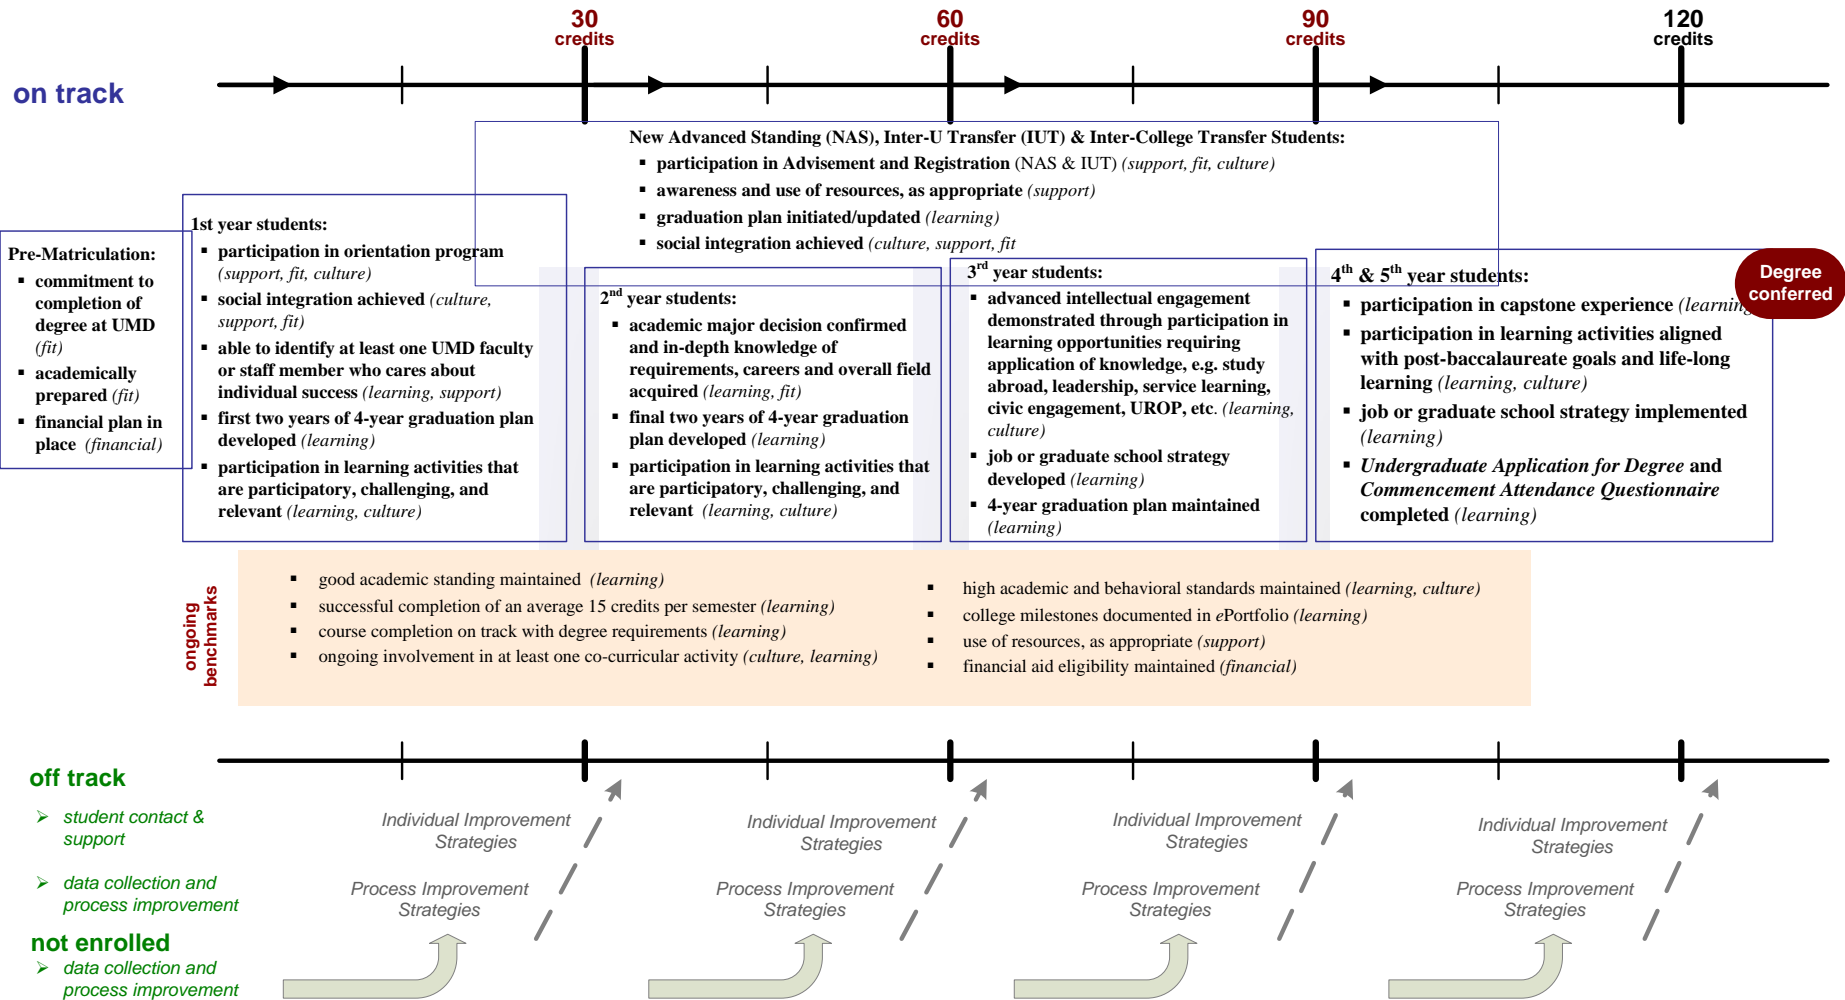 30
credits
60
credits
90
credits
120
credits
on track
New Advanced Standing (NAS), Inter-U Transfer (IUT) & Inter-College Transfer Students:
▪ participation in Advisement and Registration (NAS & IUT) (support, fit, culture)
▪ awareness and use of resources, as appropriate (support)
▪ graduation plan initiated/updated (learning)
▪ social integration achieved (culture, support, fit
Pre-Matriculation:
▪ commitment to
completion of
degree at UMD
(fit)
▪ academically
prepared (fit)
▪ financial plan in
place (financial)
1st year students:
▪ participation in orientation program
(support, fit, culture)
▪ social integration achieved (culture,
support, fit)
▪ able to identify at least one UMD faculty
or staff member who cares about
individual success (learning, support)
▪ first two years of 4-year graduation plan
developed (learning)
▪ participation in learning activities that
are participatory, challenging, and
relevant (learning, culture)
2nd year students:
▪ academic major decision confirmed
and in-depth knowledge of
requirements, careers and overall field
acquired (learning, fit)
▪ final two years of 4-year graduation
plan developed (learning)
▪ participation in learning activities that
are participatory, challenging, and
relevant (learning, culture)
3rd year students:
▪ advanced intellectual engagement
demonstrated through participation in
learning opportunities requiring
application of knowledge, e.g. study
abroad, leadership, service learning,
civic engagement, UROP, etc. (learning,
culture)
▪ job or graduate school strategy
developed (learning)
▪ 4-year graduation plan maintained
(learning)
4th & 5th year students:
▪ participation in capstone experience (learning
▪ participation in learning activities aligned
with post-baccalaureate goals and life-long
learning (learning, culture)
▪ job or graduate school strategy implemented
(learning)
▪ Undergraduate Application for Degree and
Commencement Attendance Questionnaire
completed (learning)
Degree
conferred
ongoing
benchmarks
▪ good academic standing maintained (learning)
▪ successful completion of an average 15 credits per semester (learning)
▪ course completion on track with degree requirements (learning)
▪ ongoing involvement in at least one co-curricular activity (culture, learning)
▪ high academic and behavioral standards maintained (learning, culture)
▪ college milestones documented in ePortfolio (learning)
▪ use of resources, as appropriate (support)
▪ financial aid eligibility maintained (financial)
off track
➢ student contact &
support
➢ data collection and
process improvement
Individual Improvement
Strategies
Process Improvement
Strategies
Individual Improvement
Strategies
Process Improvement
Strategies
Individual Improvement
Strategies
Process Improvement
Strategies
Individual Improvement
Strategies
Process Improvement
Strategies
not enrolled
➢ data collection and
process improvement